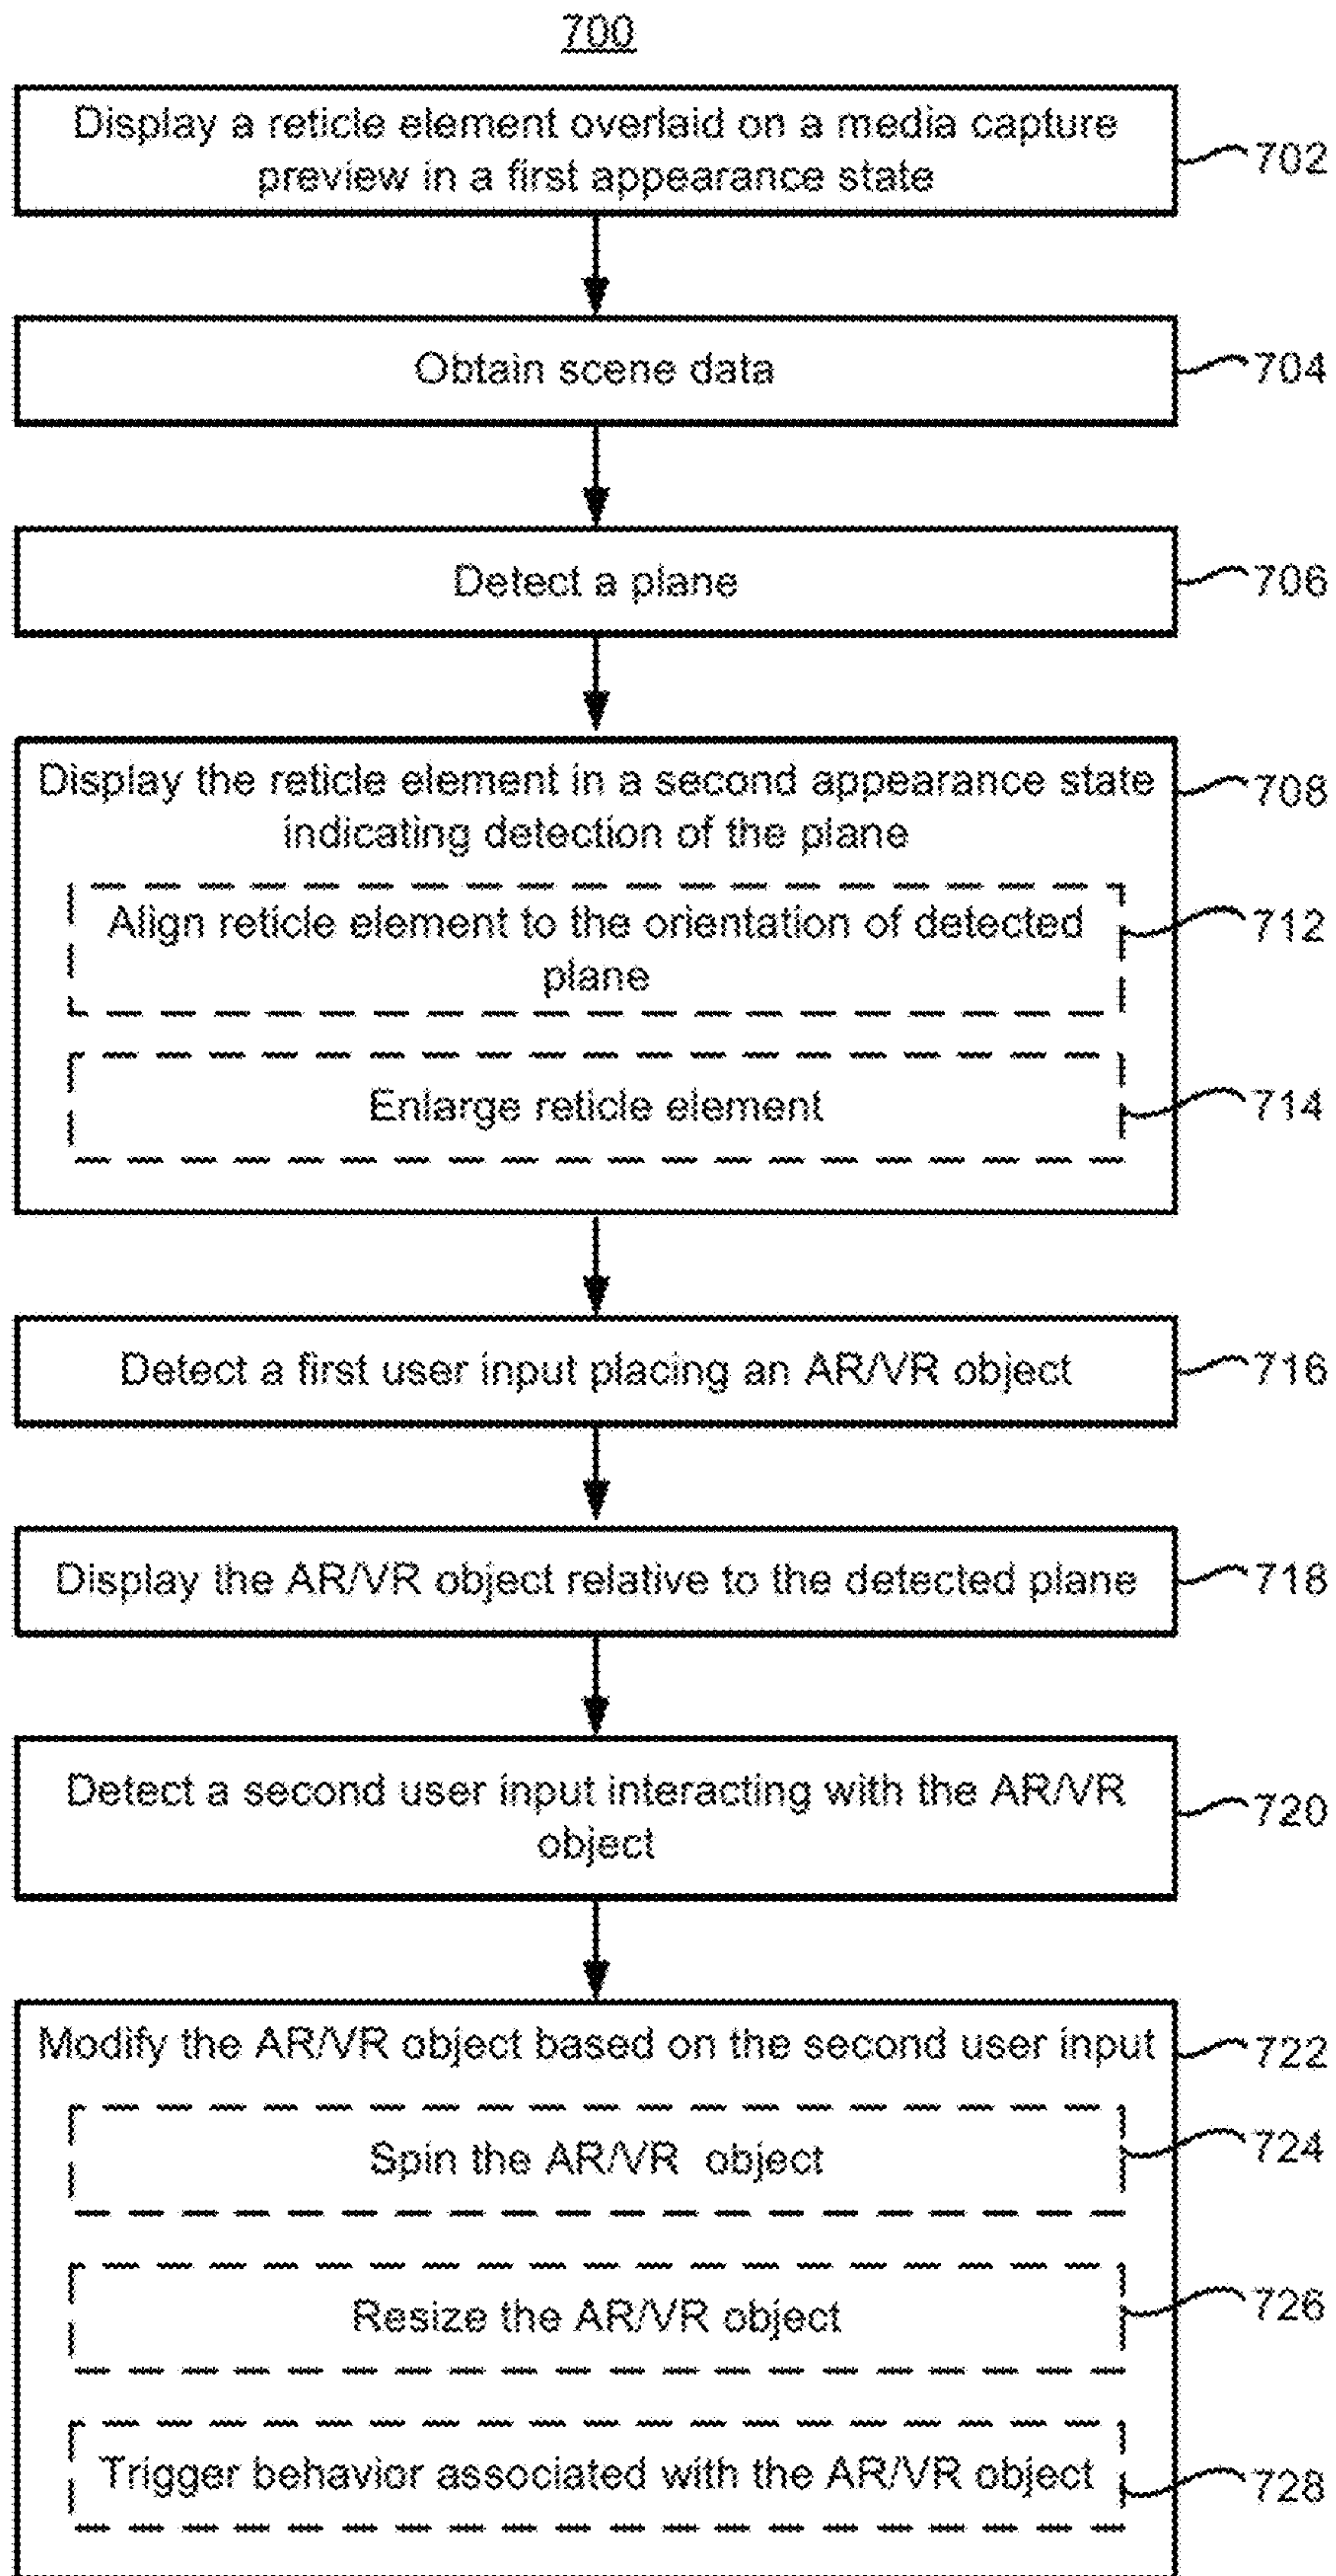 700
Display a reticle element overlaid on a media capture
preview in a first appearance state
702
Obtain scene data
704
Detect a plane
706
Display the reticle element in a second appearance state
indicating detection of the plane
708
Align reticle element to the orientation of detected
plane
712
Enlarge reticle element
714
Detect a first user input placing an AR/VR object
716
Display the AR/VR object relative to the detected plane
718
Detect a second user input interacting with the AR/VR
object
720
Modify the AR/VR object based on the second user input
722
Spin the AR/VR object
724
Resize the AR/VR object
726
Trigger behavior associated with the AR/VR object
728